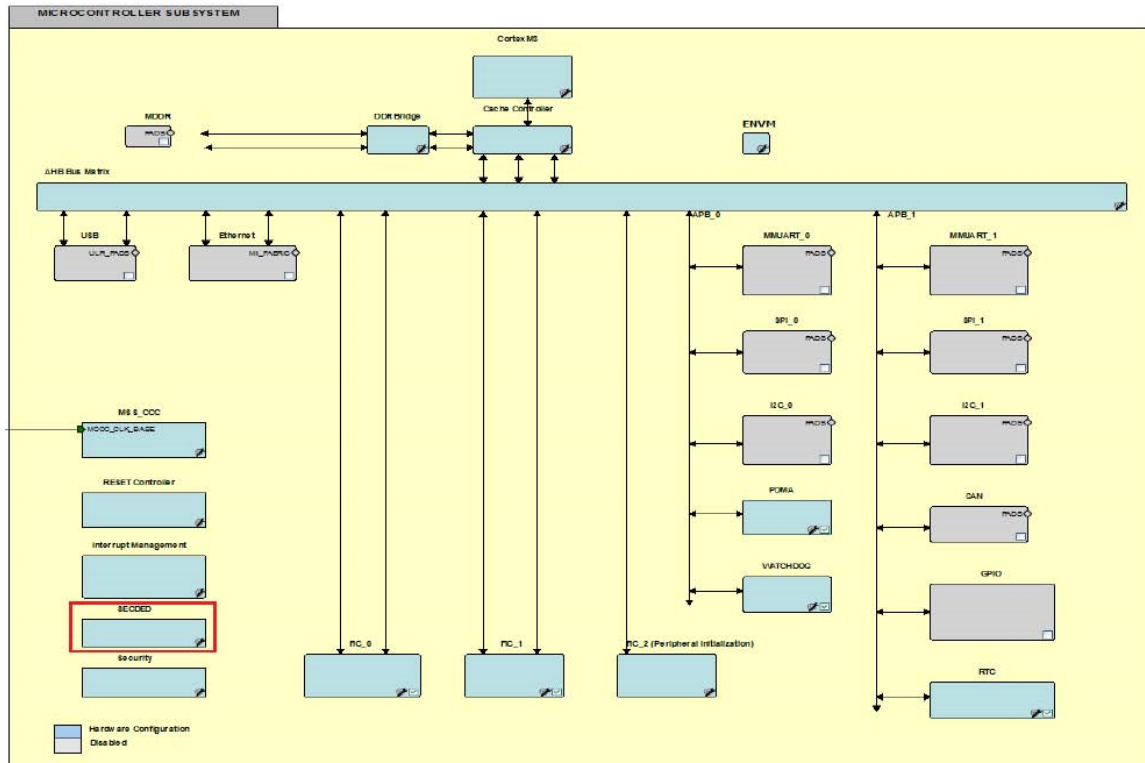 MICROCONTROLLER SUBSYSTEM
Cortex M3
MDDR
PADS
DDR Bridge
Cache Controller
ENVM
AHB Bus Matrix
USB
ULPI_PADS
Ethernet
MII_FABRIC
APB_0
APB_1
MMUART_0
PADS
MMUART_1
PADS
SPI_0
PADS
SPI_1
PADS
MSS_CCC
MCCC_CLK_BASE
I2C_0
PADS
I2C_1
PADS
RESET Controller
PDMA
CAN
PADS
Interrupt Management
WATCHDOG
GPIO
SECDED
Security
FIC_0
FIC_1
FIC_2 (Peripheral Initialization)
RTC
Hardware Configuration
Disabled